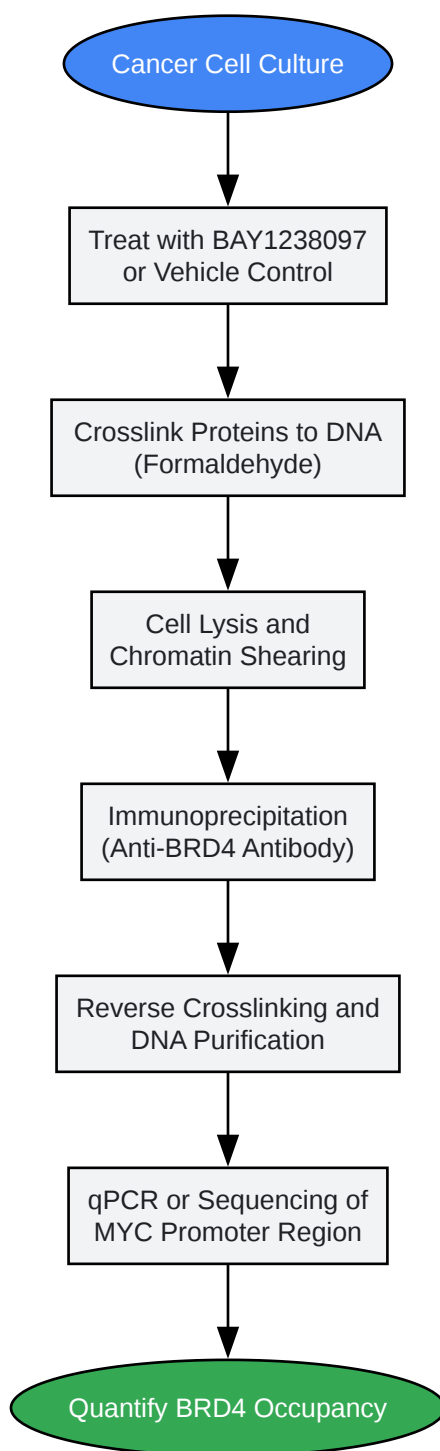 Cancer Cell Culture
Treat with BAY1238097
or Vehicle Control
Crosslink Proteins to DNA
(Formaldehyde)
Cell Lysis and
Chromatin Shearing
Immunoprecipitation
(Anti-BRD4 Antibody)
Reverse Crosslinking and
DNA Purification
qPCR or Sequencing of
MYC Promoter Region
Quantify BRD4 Occupancy